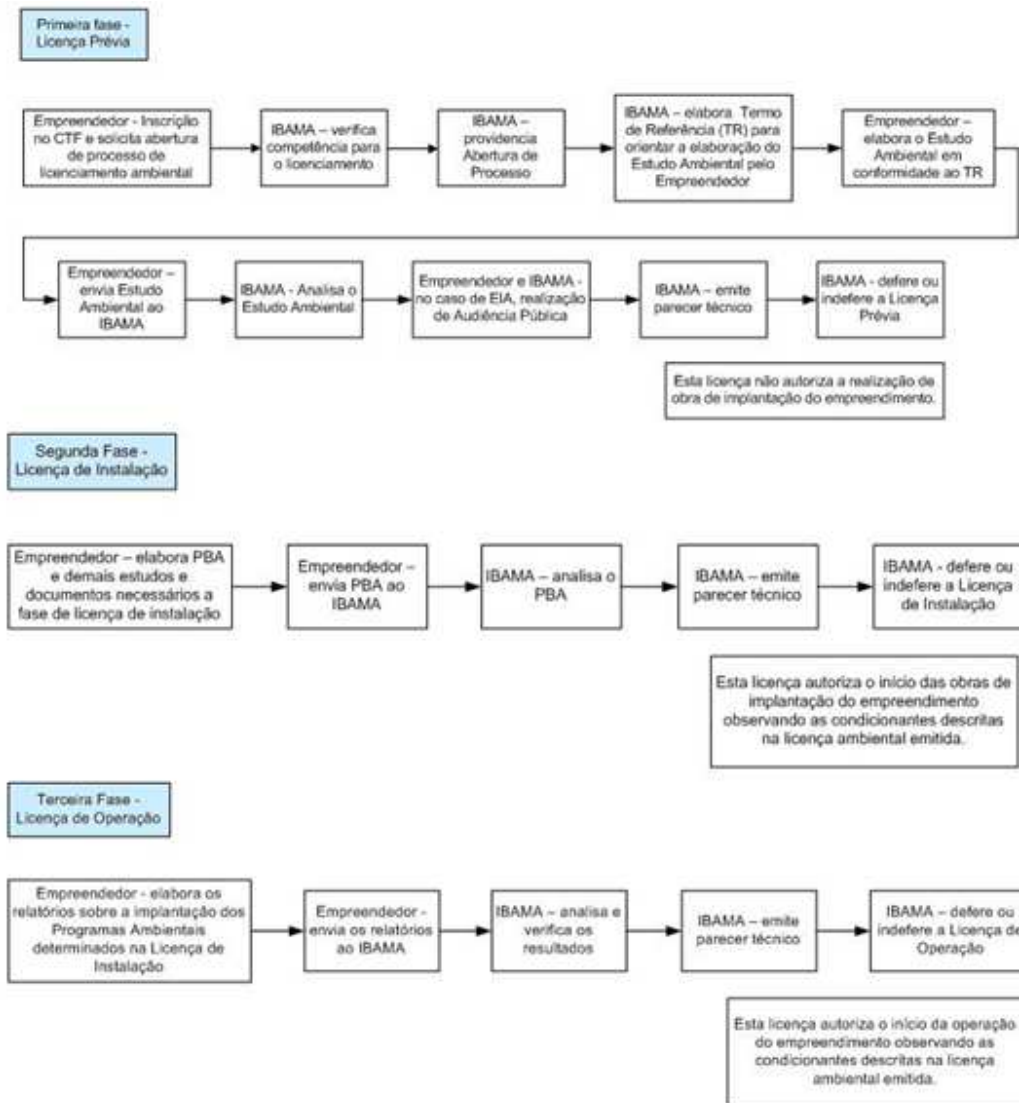 Primeira fase -
Licença Prévia
Empreendedor - Inscrição
no CTF e solicita abertura
de processo de
licenciamento ambiental
IBAMA – verifica
competência para
o licenciamento
IBAMA –
providencia
Abertura de
Processo
IBAMA – elabora Termo
de Referência (TR) para
orientar a elaboração do
Estudo Ambiental pelo
Empreendedor
Empreendedor –
elabora o Estudo
Ambiental em
conformidade ao TR
Empreendedor –
envia Estudo
Ambiental ao
IBAMA
IBAMA - Analisa o
Estudo Ambiental
Empreendedor e IBAMA -
no caso de EIA, realização
de Audiência Pública
IBAMA – emite
parecer técnico
IBAMA - defere ou
indefere a Licença
Prévia
Esta licença não autoriza a realização de
obra de implantação do empreendimento.
Segunda Fase -
Licença de Instalação
Empreendedor – elabora PBA
e demais estudos e
documentos necessários a
fase de licença de instalação
Empreendedor –
envia PBA ao
IBAMA
IBAMA – analisa o
PBA
IBAMA – emite
parecer técnico
IBAMA - defere ou
indefere a Licença
de Instalação
Esta licença autoriza o início das obras de
implantação do empreendimento
observando as condicionantes descritas
na licença ambiental emitida.
Terceira Fase -
Licença de Operação
Empreendedor - elabora os
relatórios sobre a implantação dos
Programas Ambientais
determinados na Licença de
Instalação
Empreendedor -
envia os relatórios
ao IBAMA
IBAMA – analisa e
verifica os
resultados
IBAMA – emite
parecer técnico
IBAMA – defere ou
indefere a Licença de
Operação
Esta licença autoriza o início da operação
do empreendimento observando as
condicionantes descritas na licença
ambiental emitida.